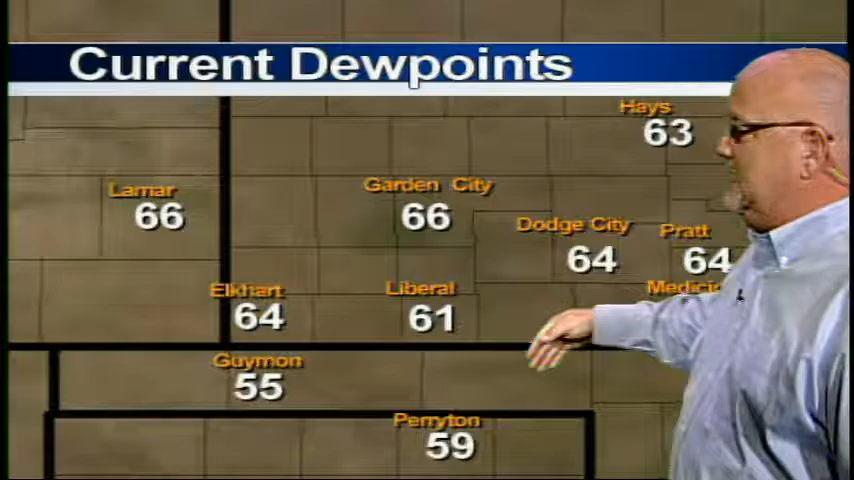 Current Dewpoints
Hays
63
Lamar
66
Garden City
66
Dodge City
64
Pratt
64
Elkhart
64
Liberal
61
Guymon
55
Perryton
59